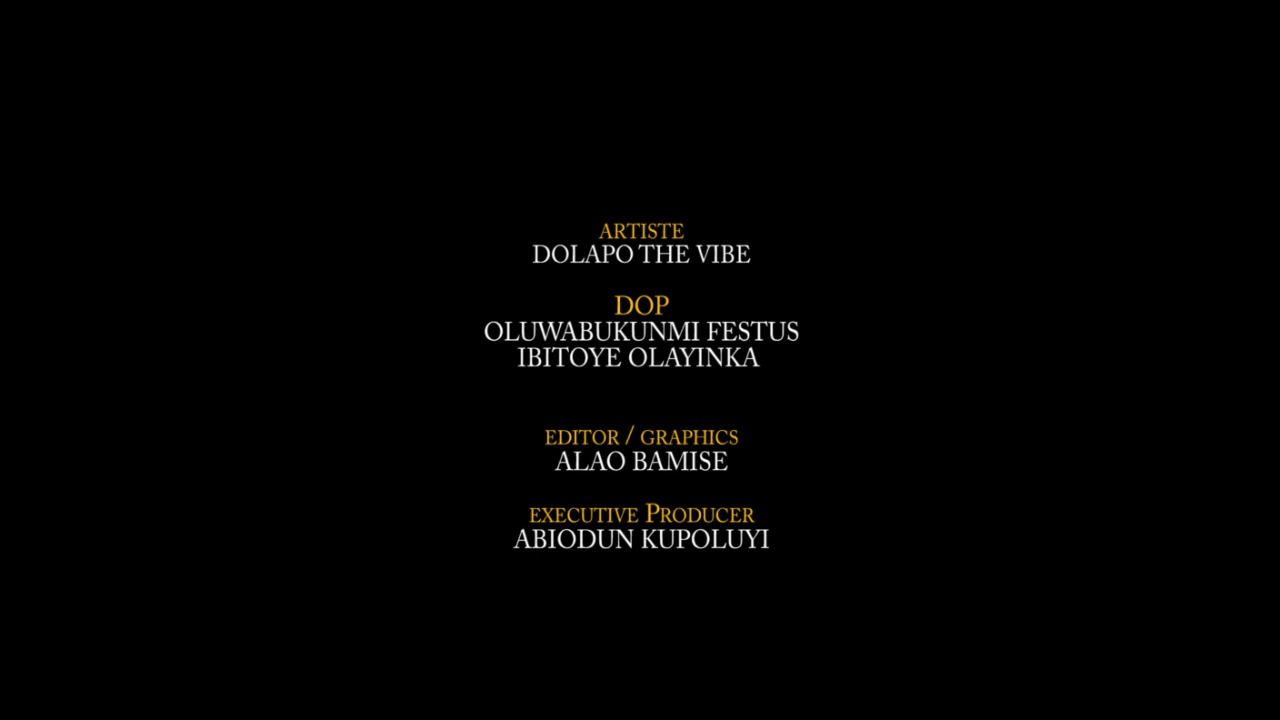 ARTISTE
DOLAPO THE VIBE
DOP
OLUWABUKUNMI FESTUS
IBITOYE OLAYINKA
EDITOR / GRAPHICS
ALAO BAMISE
EXECUTIVE PRODUCER
ABIODUN KUPOLUYI